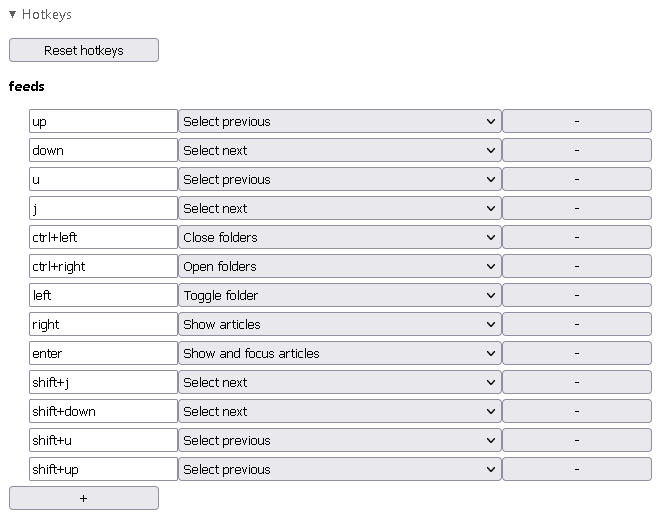 Hotkeys
Reset hotkeys
feeds
up Select previous -
down Select next -
u Select previous -
j Select next -
ctrl+left Close folders -
ctrl+right Open folders -
left Toggle folder -
right Show articles -
enter Show and focus articles -
shift+j Select next -
shift+down Select next -
shift+u Select previous -
shift+up Select previous -
+